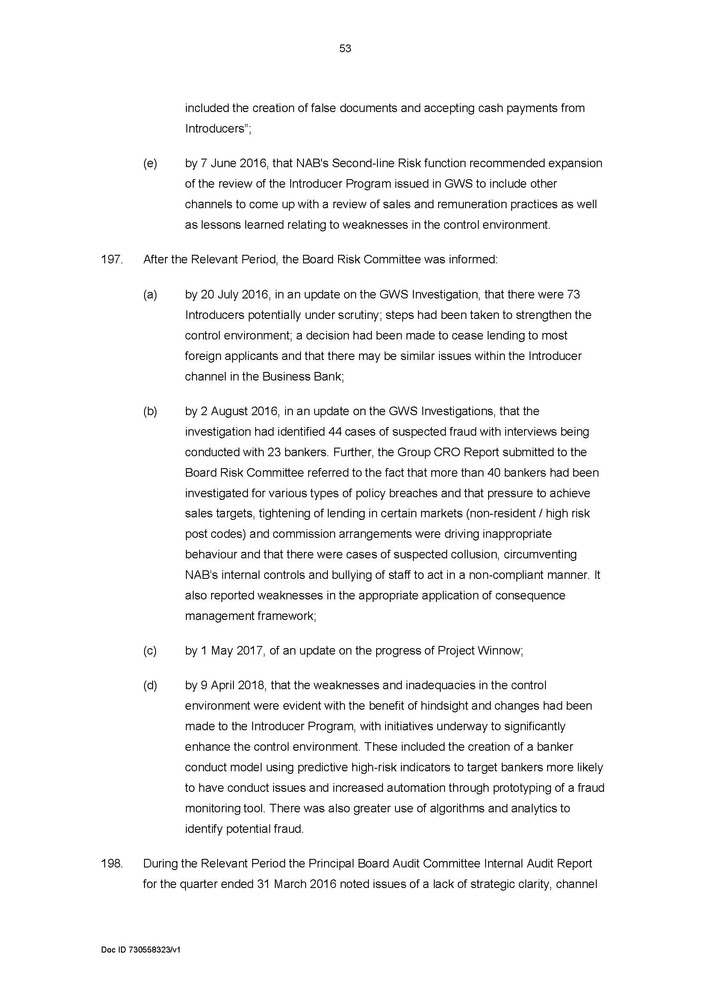 53
included the creation of false documents and accepting cash payments from
Introducers”;
(e) by 7 June 2016, that NAB's Second-line Risk function recommended expansion
of the review of the Introducer Program issued in GWS to include other
channels to come up with a review of sales and remuneration practices as well
as lessons learned relating to weaknesses in the control environment.
197. After the Relevant Period, the Board Risk Committee was informed:
(a) by 20 July 2016, in an update on the GWS Investigation, that there were 73
Introducers potentially under scrutiny; steps had been taken to strengthen the
control environment; a decision had been made to cease lending to most
foreign applicants and that there may be similar issues within the Introducer
channel in the Business Bank;
(b) by 2 August 2016, in an update on the GWS Investigations, that the
investigation had identified 44 cases of suspected fraud with interviews being
conducted with 23 bankers. Further, the Group CRO Report submitted to the
Board Risk Committee referred to the fact that more than 40 bankers had been
investigated for various types of policy breaches and that pressure to achieve
sales targets, tightening of lending in certain markets (non-resident / high risk
post codes) and commission arrangements were driving inappropriate
behaviour and that there were cases of suspected collusion, circumventing
NAB’s internal controls and bullying of staff to act in a non-compliant manner. It
also reported weaknesses in the appropriate application of consequence
management framework;
(c) by 1 May 2017, of an update on the progress of Project Winnow;
(d) by 9 April 2018, that the weaknesses and inadequacies in the control
environment were evident with the benefit of hindsight and changes had been
made to the Introducer Program, with initiatives underway to significantly
enhance the control environment. These included the creation of a banker
conduct model using predictive high-risk indicators to target bankers more likely
to have conduct issues and increased automation through prototyping of a fraud
monitoring tool. There was also greater use of algorithms and analytics to
identify potential fraud.
198. During the Relevant Period the Principal Board Audit Committee Internal Audit Report
for the quarter ended 31 March 2016 noted issues of a lack of strategic clarity, channel
Doc ID 730558323/v1